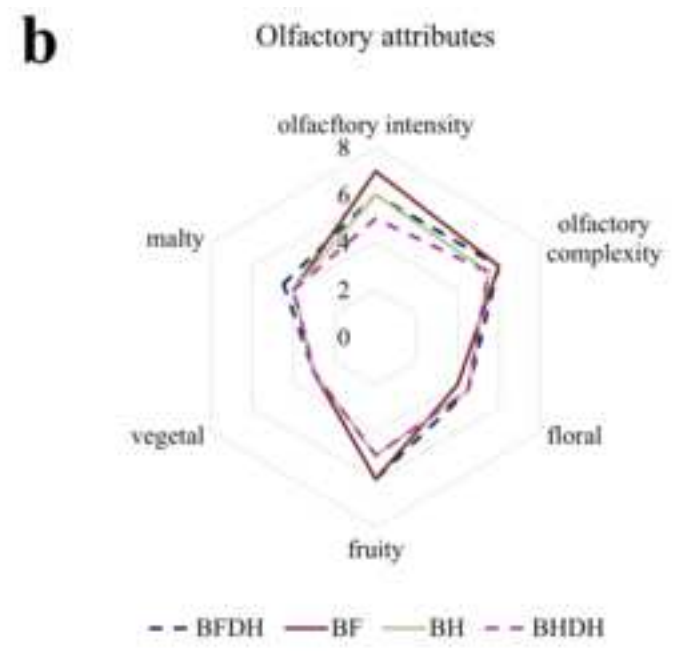 b
Olfactory attributes
olfacftory intensity
8
6
4
2
0
olfactory
complexity
malty
vegetal
floral
fruity
BFDH BF BH BHDH